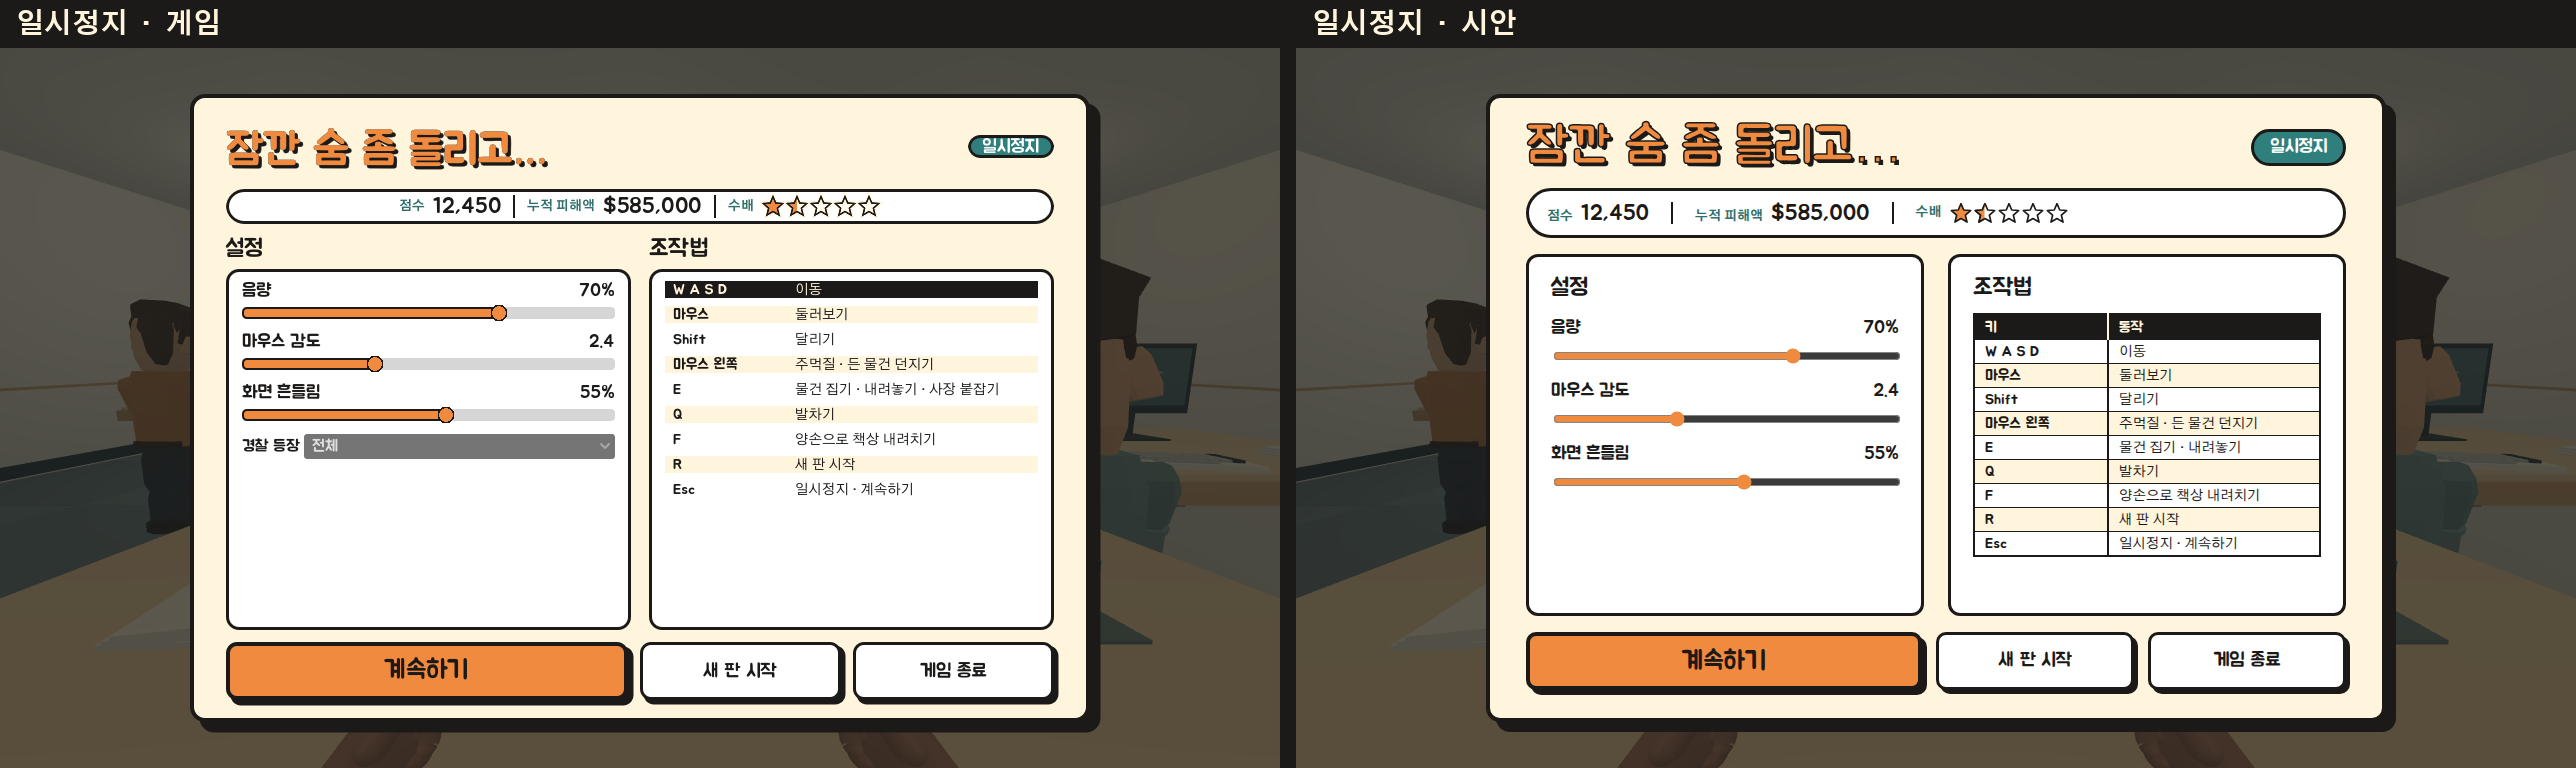 일시정지 · 게임
잠깐 숨 좀 돌리고...
일시정지
점수 12,450 누적 피해액 $585,000 수배
설정
음량 70%
마우스 감도 2.4
화면 흔들림 55%
경찰 등장 전체
조작법
W A S D 이동
마우스 둘러보기
Shift 달리기
마우스 왼쪽 주먹질 · 든 물건 던지기
E 물건 집기 · 내려놓기 · 사장 붙잡기
Q 발차기
F 양손으로 책상 내려치기
R 새 판 시작
Esc 일시정지 · 계속하기
계속하기
새 판 시작
게임 종료
일시정지 · 시안
잠깐 숨 좀 돌리고...
일시정지
점수 12,450 누적 피해액 $585,000 수배
설정
음량 70%
마우스 감도 2.4
화면 흔들림 55%
조작법
키 동작
W A S D 이동
마우스 둘러보기
Shift 달리기
마우스 왼쪽 주먹질 · 든 물건 던지기
E 물건 집기 · 내려놓기
Q 발차기
F 양손으로 책상 내려치기
R 새 판 시작
Esc 일시정지 · 계속하기
계속하기
새 판 시작
게임 종료